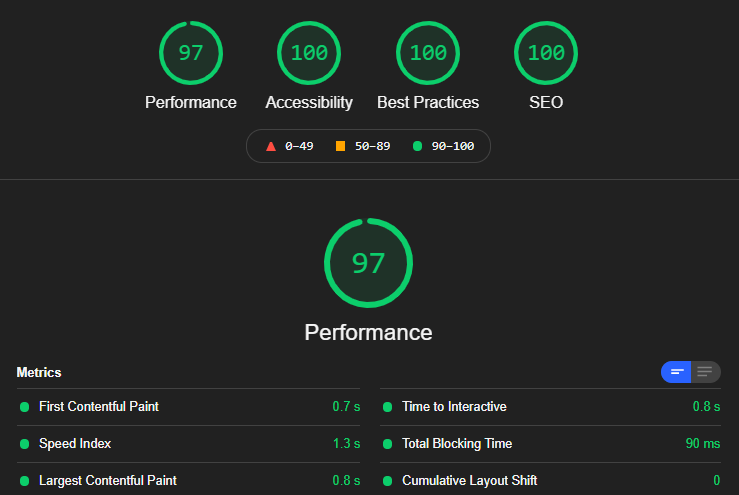 97 100 100 100
Performance Accessibility Best Practices SEO
0–49 50–89 90–100
97
Performance
Metrics
First Contentful Paint 0.7 s Time to Interactive 0.8 s
Speed Index 1.3 s Total Blocking Time 90 ms
Largest Contentful Paint 0.8 s Cumulative Layout Shift 0